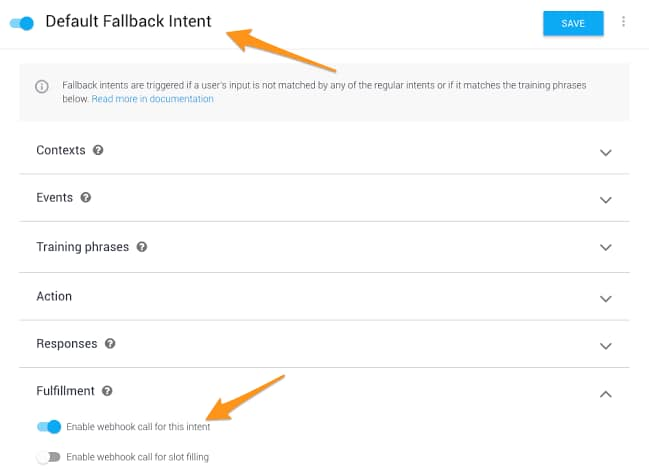 Default Fallback Intent
SAVE
Fallback intents are triggered if a user's input is not matched by any of the regular intents or if it matches the training phrases
below. Read more in documentation
Contexts
Events
Training phrases
Action
Responses
Fulfillment
Enable webhook call for this intent
Enable webhook call for slot filling